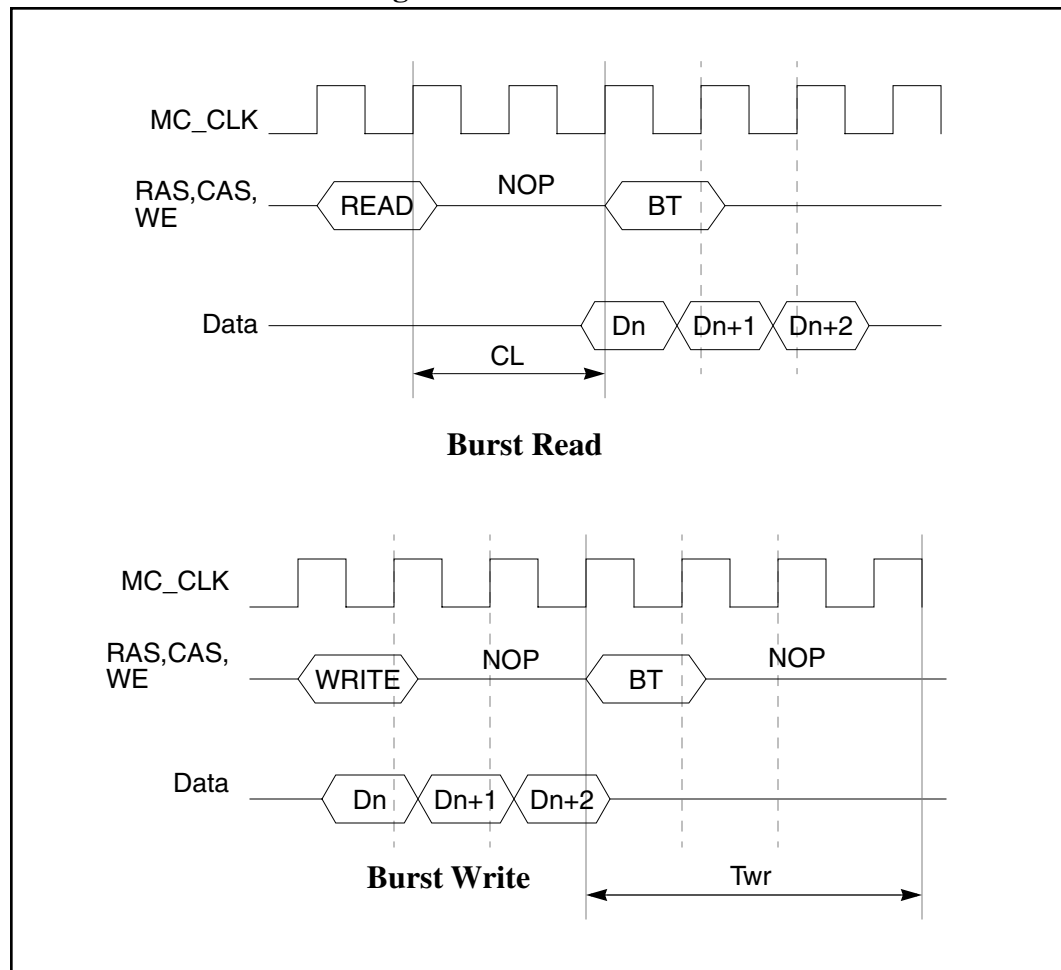 MC_CLK
RAS,CAS,
WE
READ
NOP
BT
Data
Dn
Dn+1
Dn+2
CL
Burst Read
MC_CLK
RAS,CAS,
WE
WRITE
NOP
BT
NOP
Data
Dn
Dn+1
Dn+2
Burst Write
Twr